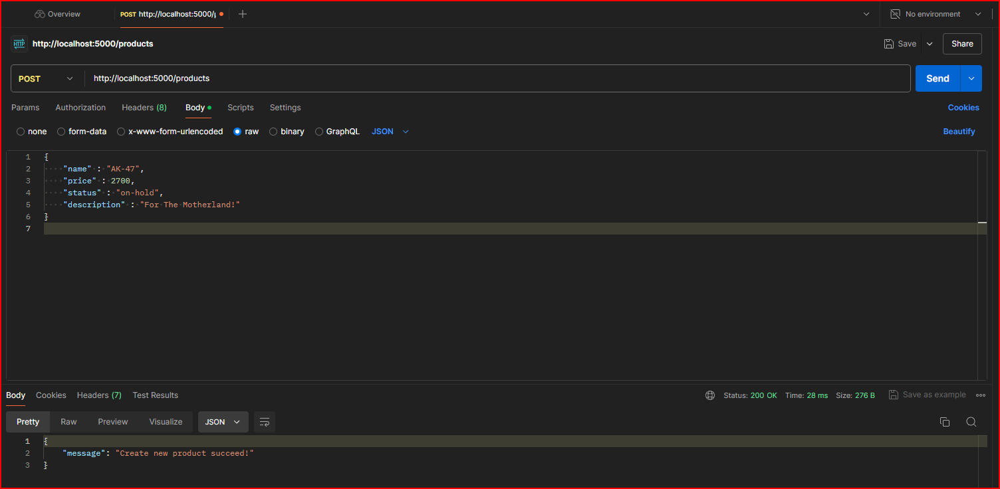 Overview
POST http://localhost:5000/p
No environment
HTTP http://localhost:5000/products
Save
Share
POST
http://localhost:5000/products
Send
Params Authorization Headers (8) Body Scripts Settings
Cookies
none form-data x-www-form-urlencoded raw binary GraphQL JSON
Beautify
1 {
2 "name" : "AK-47",
3 "price" : 2700,
4 "status" : "on-hold",
5 "description" : "For The Motherland!"
6 }
7
Body Cookies Headers (7) Test Results
Status: 200 OK Time: 28 ms Size: 276 B
Save as example
Pretty Raw Preview Visualize JSON
1 {
2 "message": "Create new product succeed!"
3 }